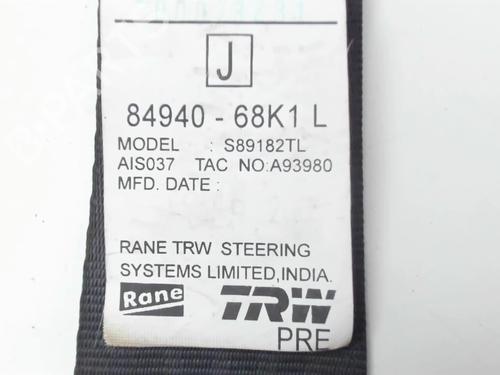 J
84940 - 68K1 L
MODEL : S89182TL
AIS037 TAC NO:A93980
MFD. DATE :
RANE TRW STEERING
SYSTEMS LIMITED,INDIA.
Rane TRW
PRE